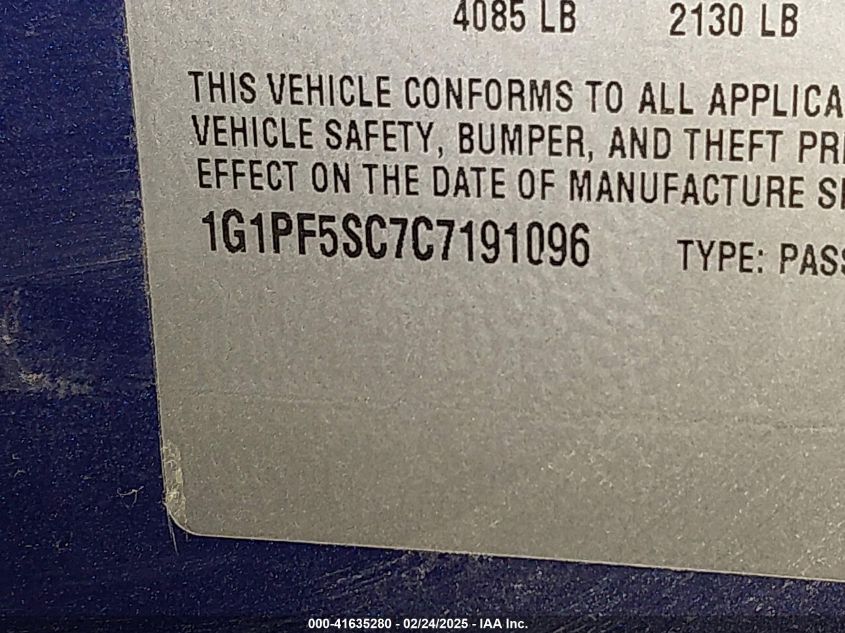 4085 LB 2130 LB
THIS VEHICLE CONFORMS TO ALL APPLICA
VEHICLE SAFETY, BUMPER, AND THEFT PR
EFFECT ON THE DATE OF MANUFACTURE S
1G1PF5SC7C7191096 TYPE: PASS
000-41635280 - 02/24/2025 - IAA Inc.